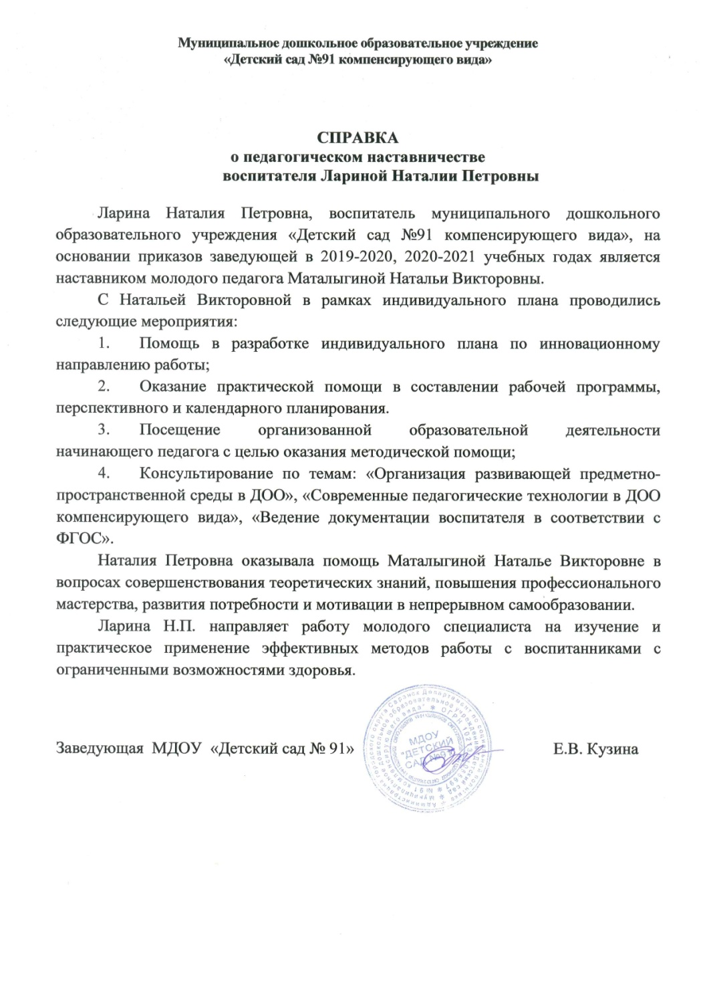 Муниципальное дошкольное образовательное учреждение
«Детский сад №91 компенсирующего вида»
СПРАВКА
о педагогическом наставничестве
воспитателя Лариной Наталии Петровны
Ларина Наталия Петровна, воспитатель муниципального дошкольного
образовательного учреждения «Детский сад №91 компенсирующего вида», на
основании приказов заведующей в 2019-2020, 2020-2021 учебных годах является
наставником молодого педагога Маталыгиной Натальи Викторовны.
С Натальей Викторовной в рамках индивидуального плана проводились
следующие мероприятия:
1. Помощь в разработке индивидуального плана по инновационному
направлению работы;
2. Оказание практической помощи в составлении рабочей программы,
перспективного и календарного планирования.
3. Посещение организованной образовательной деятельности
начинающего педагога с целью оказания методической помощи;
4. Консультирование по темам: «Организация развивающей предметно-
пространственной среды в ДОО», «Современные педагогические технологии в ДОО
компенсирующего вида», «Ведение документации воспитателя в соответствии с
ФГОС».
Наталия Петровна оказывала помощь Маталыгиной Наталье Викторовне в
вопросах совершенствования теоретических знаний, повышения профессионального
мастерства, развития потребности и мотивации в непрерывном самообразовании.
Ларина Н.П. направляет работу молодого специалиста на изучение и
практическое применение эффективных методов работы с воспитанниками с
ограниченными возможностями здоровья.
Заведующая МДОУ «Детский сад № 91» Е.В. Кузина
МДОУ
"ДЕТСКИЙ
САД №91"